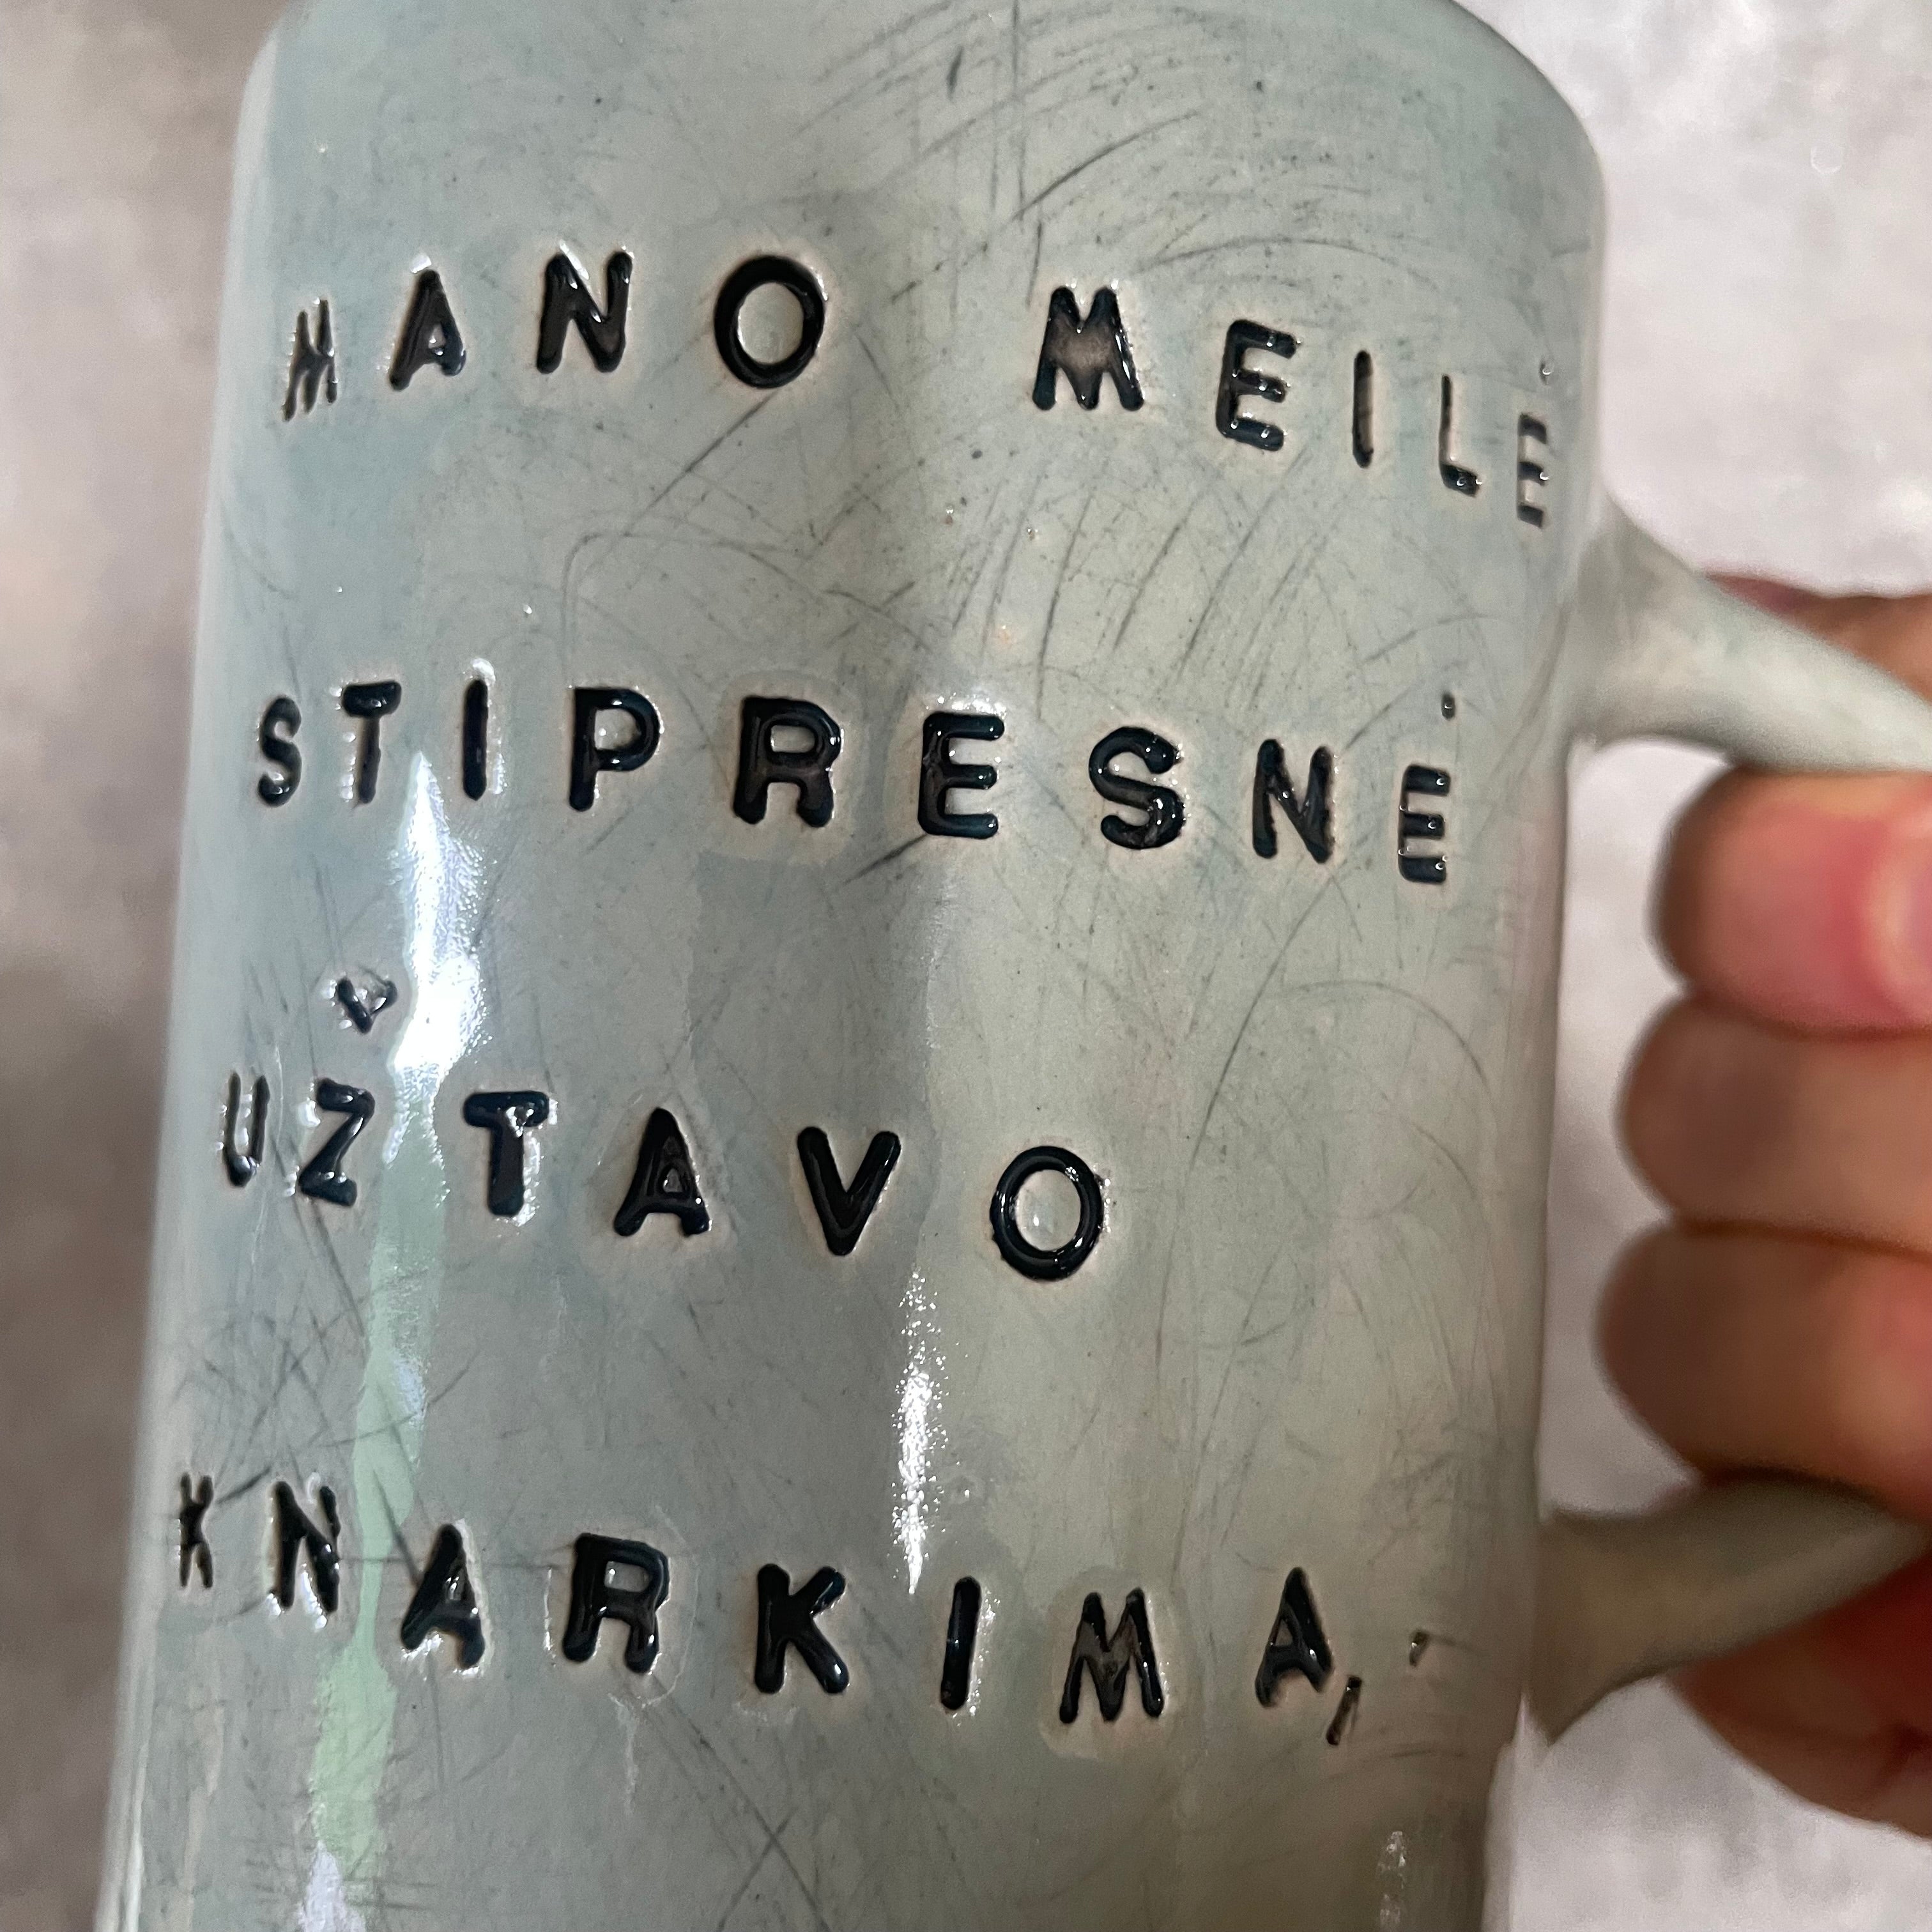 MANO MEILĖ
STIPRESNĖ
UŽ TAVO
KNARKIMĄ-